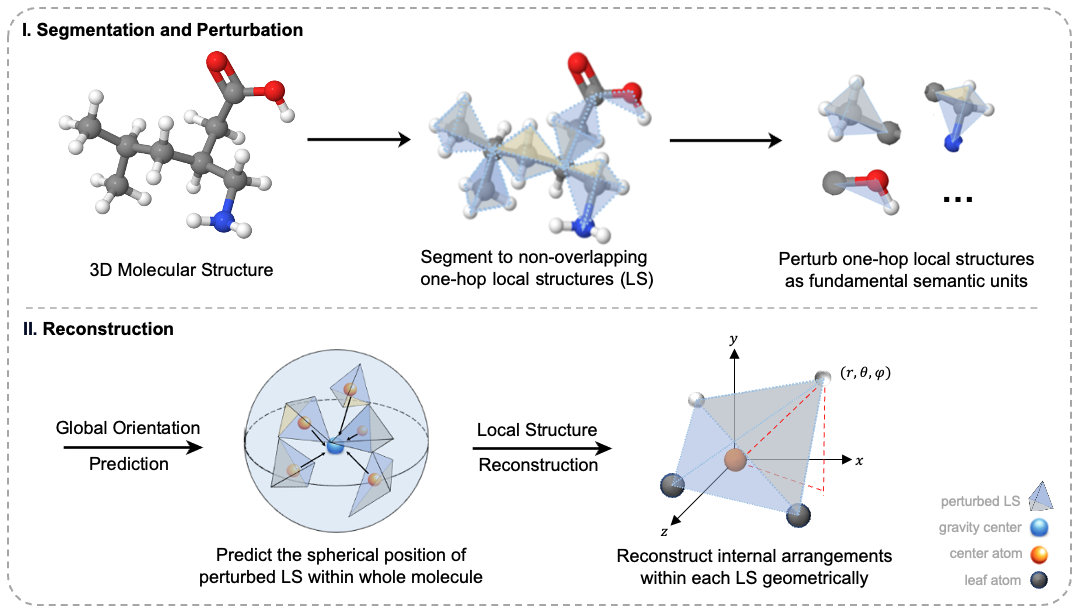 I. Segmentation and Perturbation
3D Molecular Structure
Segment to non-overlapping
one-hop local structures (LS)
...
Perturb one-hop local structures
as fundamental semantic units
II. Reconstruction
Global Orientation
Prediction
Predict the spherical position of
perturbed LS within whole molecule
Local Structure
Reconstruction
y
(r, θ, φ)
x
z
Reconstruct internal arrangements
within each LS geometrically
perturbed LS
gravity center
center atom
leaf atom